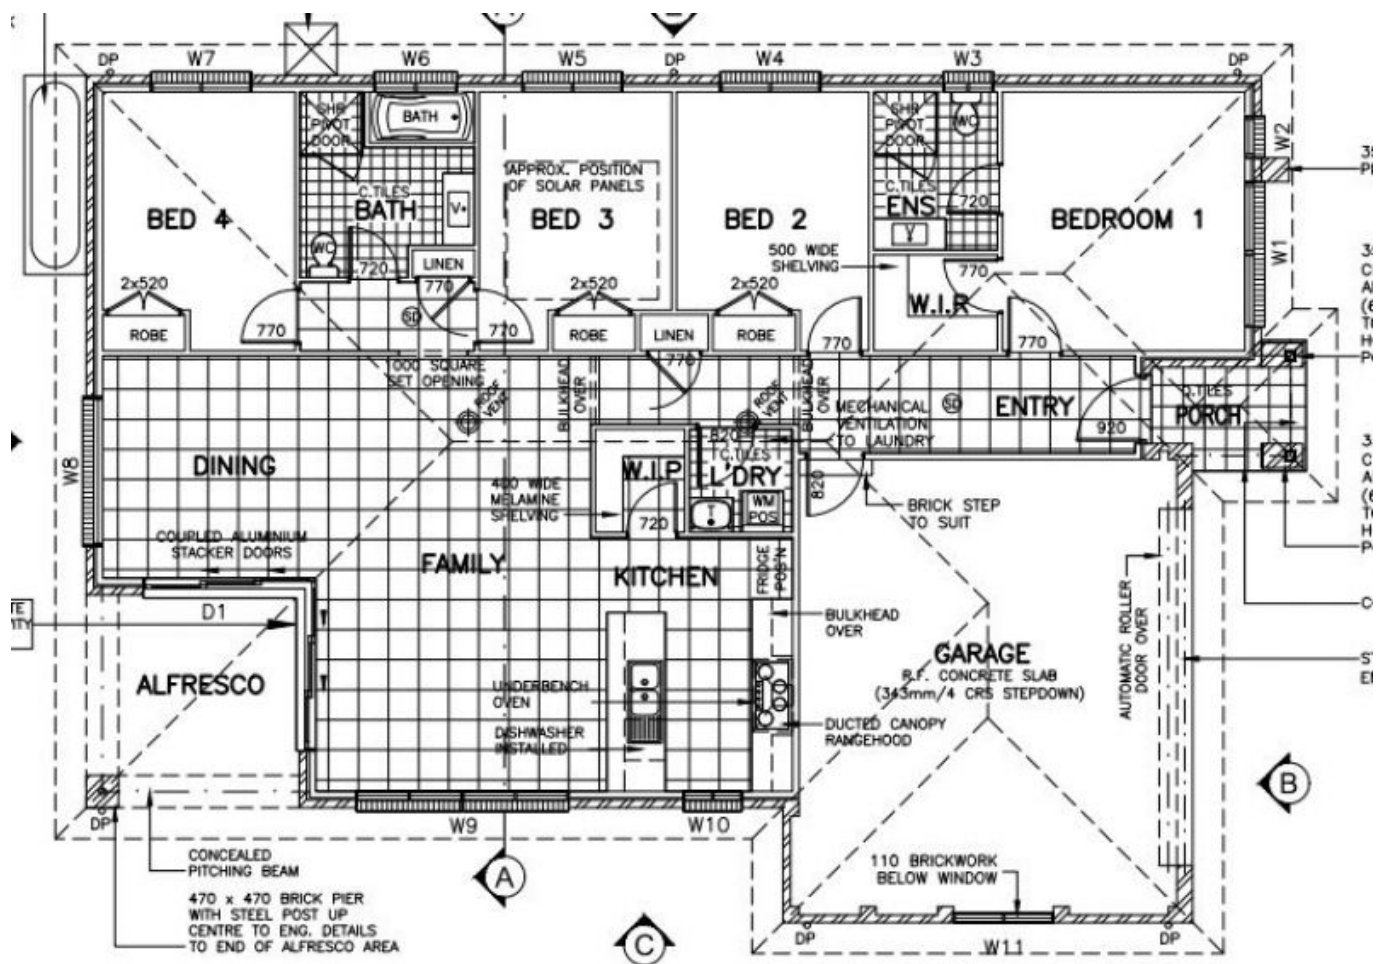 DP
W7
W6
W5
DP
W4
W3
DP
SHR
PIVOT
DOOR
BATH
SHR
PIVOT
DOOR
WC
W2
APPROX. POSITION
OF SOLAR PANELS
C.TILES
BATH
V
C.TILES
ENS
V
720
BED 4
BED 3
BED 2
BEDROOM 1
WC
720
LINEN
500 WIDE
SHELVING
W1
2x520
770
2x520
2x520
770
W.I.R
SD
ROBE
770
770
ROBE
LINEN
ROBE
770
770
1000 SQUARE
SET OPENING
BULKHEAD
OVER
770
BULKHEAD
OVER
ROOF
VENT
ROOF
VENT
MECHANICAL
VENTILATION
TO LAUNDRY
SD
ENTRY
920
C.TILES
PORCH
820
C.TILES
L'DRY
W8
DINING
W.I.P
400 WIDE
MELAMINE
SHELVING
T
WM
POS
820
BRICK STEP
TO SUIT
720
COUPLED ALUMINIUM
STACKER DOORS
FAMILY
KITCHEN
FRIDGE
POS'N
D1
BULKHEAD
OVER
AUTOMATIC ROLLER
DOOR OVER
ALFRESCO
GARAGE
R.F. CONCRETE SLAB
(343mm/4 CRS STEPDOWN)
UNDERBENCH
OVEN
DISHWASHER
INSTALLED
DUCTED CANOPY
RANGEHOOD
B
DP
W9
W10
CONCEALED
PITCHING BEAM
A
110 BRICKWORK
BELOW WINDOW
470 x 470 BRICK PIER
WITH STEEL POST UP
CENTRE TO ENG. DETAILS
TO END OF ALFRESCO AREA
C
DP
W11
DP